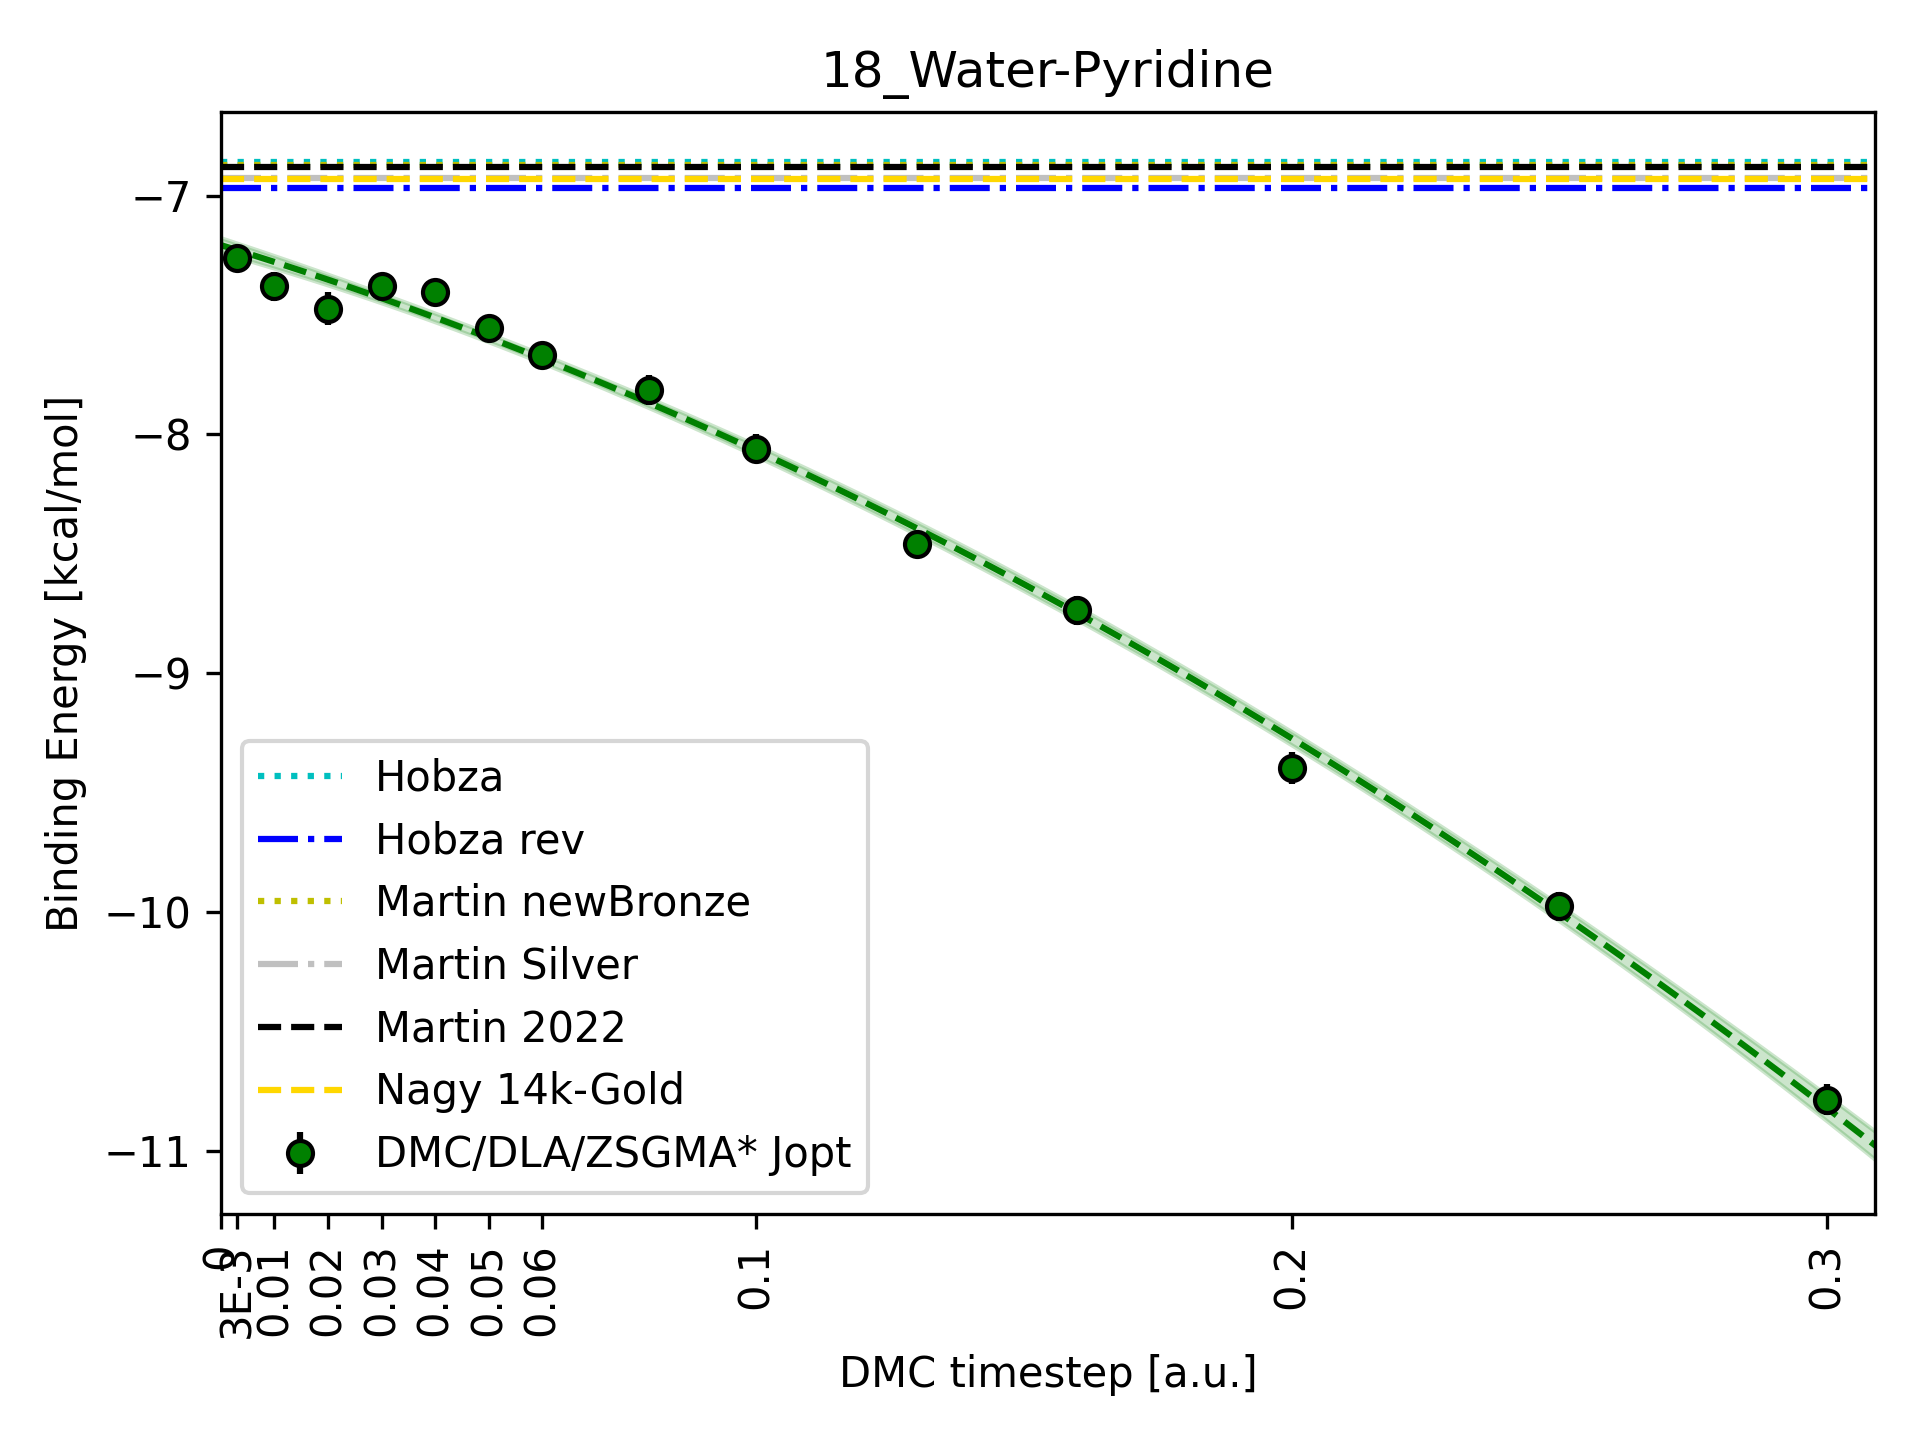 18_Water-Pyridine
Binding Energy [kcal/mol]
−7
−8
−9
−10
−11
Hobza
Hobza rev
Martin newBronze
Martin Silver
Martin 2022
Nagy 14k-Gold
DMC/DLA/ZSGMA* Jopt
0
3E-3
0.01
0.02
0.03
0.04
0.05
0.06
0.1
0.2
0.3
DMC timestep [a.u.]